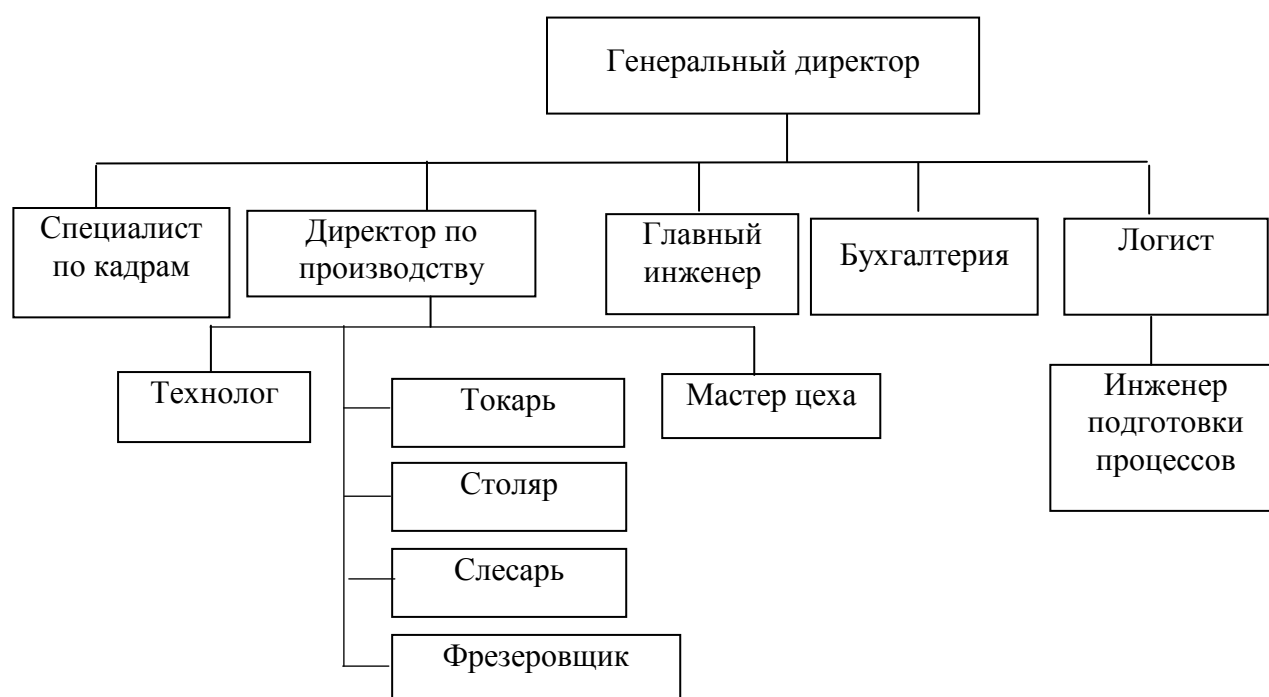 Генеральный директор
Специалист
по кадрам
Директор по
производству
Главный
инженер
Бухгалтерия
Логист
Технолог
Токарь
Мастер цеха
Инженер
подготовки
процессов
Столяр
Слесарь
Фрезеровщик